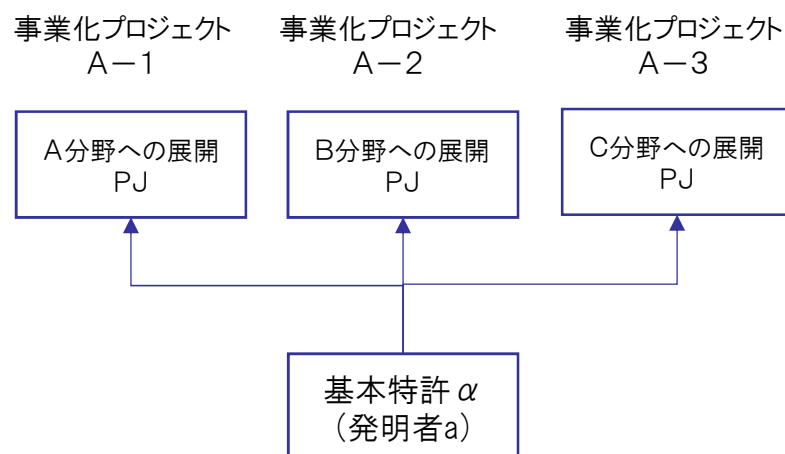 事業化プロジェクト
A－1
事業化プロジェクト
A－2
事業化プロジェクト
A－3
A分野への展開
PJ
B分野への展開
PJ
C分野への展開
PJ
基本特許α
（発明者a）